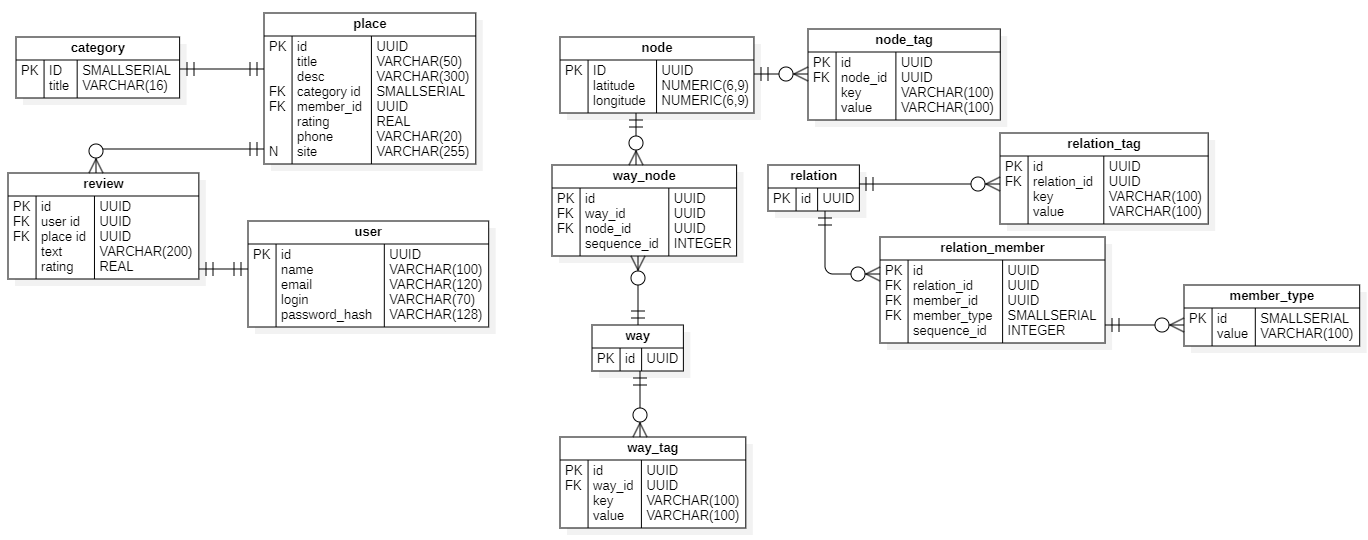 category
PK ID SMALLSERIAL
title VARCHAR(16)
place
PK id UUID
title VARCHAR(50)
desc VARCHAR(300)
FK category id SMALLSERIAL
FK member_id UUID
rating REAL
phone VARCHAR(20)
N site VARCHAR(255)
review
PK id UUID
FK user id UUID
FK place id UUID
text VARCHAR(200)
rating REAL
user
PK id UUID
name VARCHAR(100)
email VARCHAR(120)
login VARCHAR(70)
password_hash VARCHAR(128)
node
PK ID UUID
latitude NUMERIC(6,9)
longitude NUMERIC(6,9)
node_tag
PK id UUID
FK node_id UUID
key VARCHAR(100)
value VARCHAR(100)
way_node
PK id UUID
FK way_id UUID
FK node_id UUID
sequence_id INTEGER
way
PK id UUID
way_tag
PK id UUID
FK way_id UUID
key VARCHAR(100)
value VARCHAR(100)
relation
PK id UUID
relation_tag
PK id UUID
FK relation_id UUID
key VARCHAR(100)
value VARCHAR(100)
relation_member
PK id UUID
FK relation_id UUID
FK member_id UUID
FK member_type SMALLSERIAL
sequence_id INTEGER
member_type
PK id SMALLSERIAL
value VARCHAR(100)